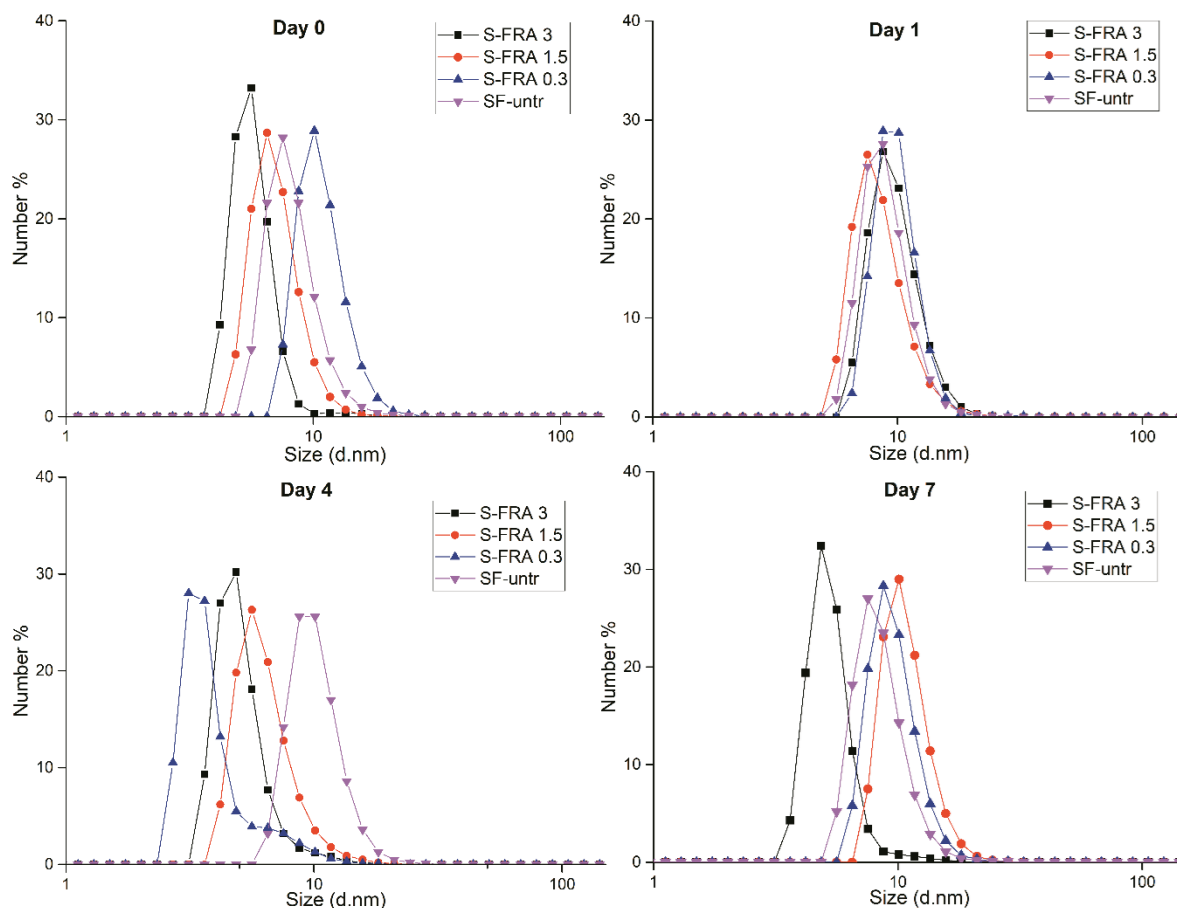 Day 0
40
30
20
10
0
Number %
1
10
100
Size (d.nm)
S-FRA 3
S-FRA 1.5
S-FRA 0.3
SF-untr
Day 1
40
30
20
10
0
Number %
1
10
100
Size (d.nm)
S-FRA 3
S-FRA 1.5
S-FRA 0.3
SF-untr
Day 4
40
30
20
10
0
Number %
1
10
100
Size (d.nm)
S-FRA 3
S-FRA 1.5
S-FRA 0.3
SF-untr
Day 7
40
30
20
10
0
Number %
1
10
100
Size (d.nm)
S-FRA 3
S-FRA 1.5
S-FRA 0.3
SF-untr